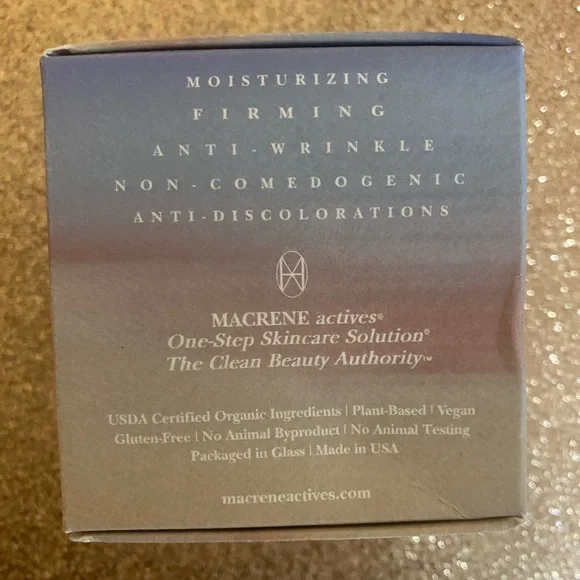 MOISTURIZING
FIRMING
ANTI-WRINKLE
NON-COMEDOGENIC
ANTI-DISCOLORATIONS
MACRENE actives®
One-Step Skincare Solution®
The Clean Beauty Authority™
USDA Certified Organic Ingredients | Plant-Based | Vegan
Gluten-Free | No Animal Byproduct | No Animal Testing
Packaged in Glass | Made in USA
macreneactives.com